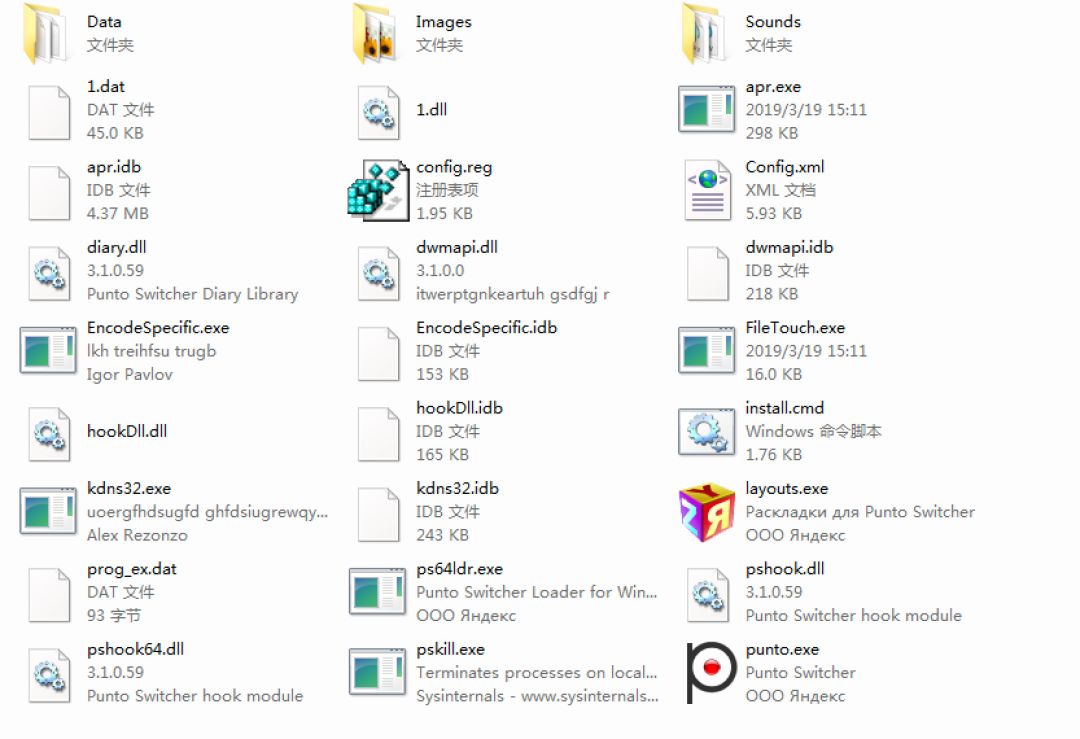 Data
文件夹
Images
文件夹
Sounds
文件夹
1.dat
DAT 文件
45.0 KB
1.dll
apr.exe
2019/3/19 15:11
298 KB
apr.idb
IDB 文件
4.37 MB
config.reg
注册表项
1.95 KB
Config.xml
XML 文档
5.93 KB
diary.dll
3.1.0.59
Punto Switcher Diary Library
dwmapi.dll
3.1.0.0
itwerptgnkeartuh gsdfgj r
dwmapi.idb
IDB 文件
218 KB
EncodeSpecific.exe
lkh treihfsu trugb
Igor Pavlov
EncodeSpecific.idb
IDB 文件
153 KB
FileTouch.exe
2019/3/19 15:11
16.0 KB
hookDll.dll
hookDll.idb
IDB 文件
165 KB
install.cmd
Windows 命令脚本
1.76 KB
kdns32.exe
uoergfhdsugfd ghfdsiugrewqy...
Alex Rezonzo
kdns32.idb
IDB 文件
243 KB
layouts.exe
Раскладки для Punto Switcher
ООО Яндекс
prog_ex.dat
DAT 文件
93 字节
ps64ldr.exe
Punto Switcher Loader for Win...
ООО Яндекс
pshook.dll
3.1.0.59
Punto Switcher hook module
pshook64.dll
3.1.0.59
Punto Switcher hook module
pskill.exe
Terminates processes on local...
Sysinternals - www.sysinternals...
punto.exe
Punto Switcher
ООО Яндекс